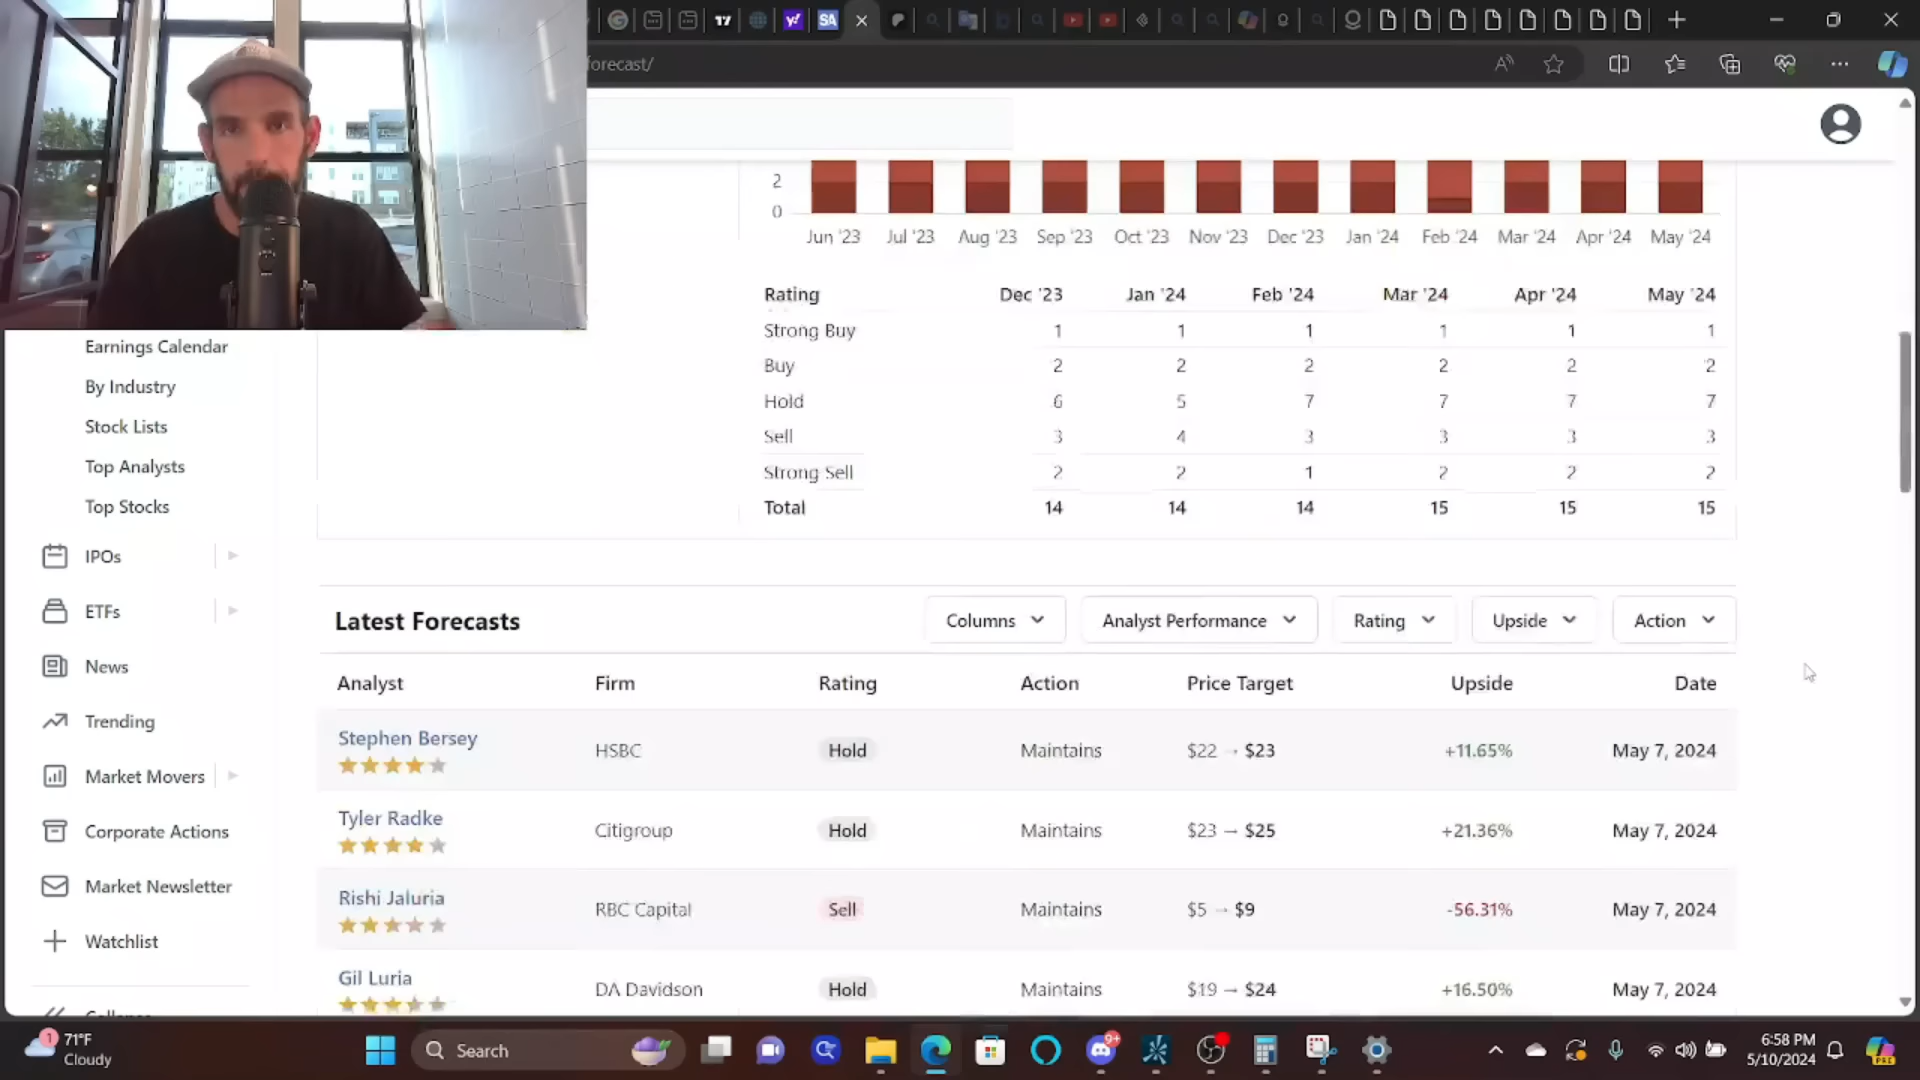 SA
forecast/
2
0
Jun '23 Jul '23 Aug '23 Sep '23 Oct '23 Nov '23 Dec '23 Jan '24 Feb '24 Mar '24 Apr '24 May '24
Rating Dec '23 Jan '24 Feb '24 Mar '24 Apr '24 May '24
Strong Buy 1 1 1 1 1 1
Buy 2 2 2 2 2 2
Hold 6 5 7 7 7 7
Sell 3 4 3 3 3 3
Strong Sell 2 2 1 2 2 2
Total 14 14 14 15 15 15
Earnings Calendar
By Industry
Stock Lists
Top Analysts
Top Stocks
IPOs
ETFs
News
Trending
Market Movers
Corporate Actions
Market Newsletter
Watchlist
Collapse
Latest Forecasts Columns Analyst Performance Rating Upside Action
Analyst Firm Rating Action Price Target Upside Date
Stephen Bersey HSBC Hold Maintains $22 → $23 +11.65% May 7, 2024
Tyler Radke Citigroup Hold Maintains $23 → $25 +21.36% May 7, 2024
Rishi Jaluria RBC Capital Sell Maintains $5 → $9 -56.31% May 7, 2024
Gil Luria DA Davidson Hold Maintains $19 → $24 +16.50% May 7, 2024
1 71°F
Cloudy
Search
9+
6:58 PM
5/10/2024
PRE